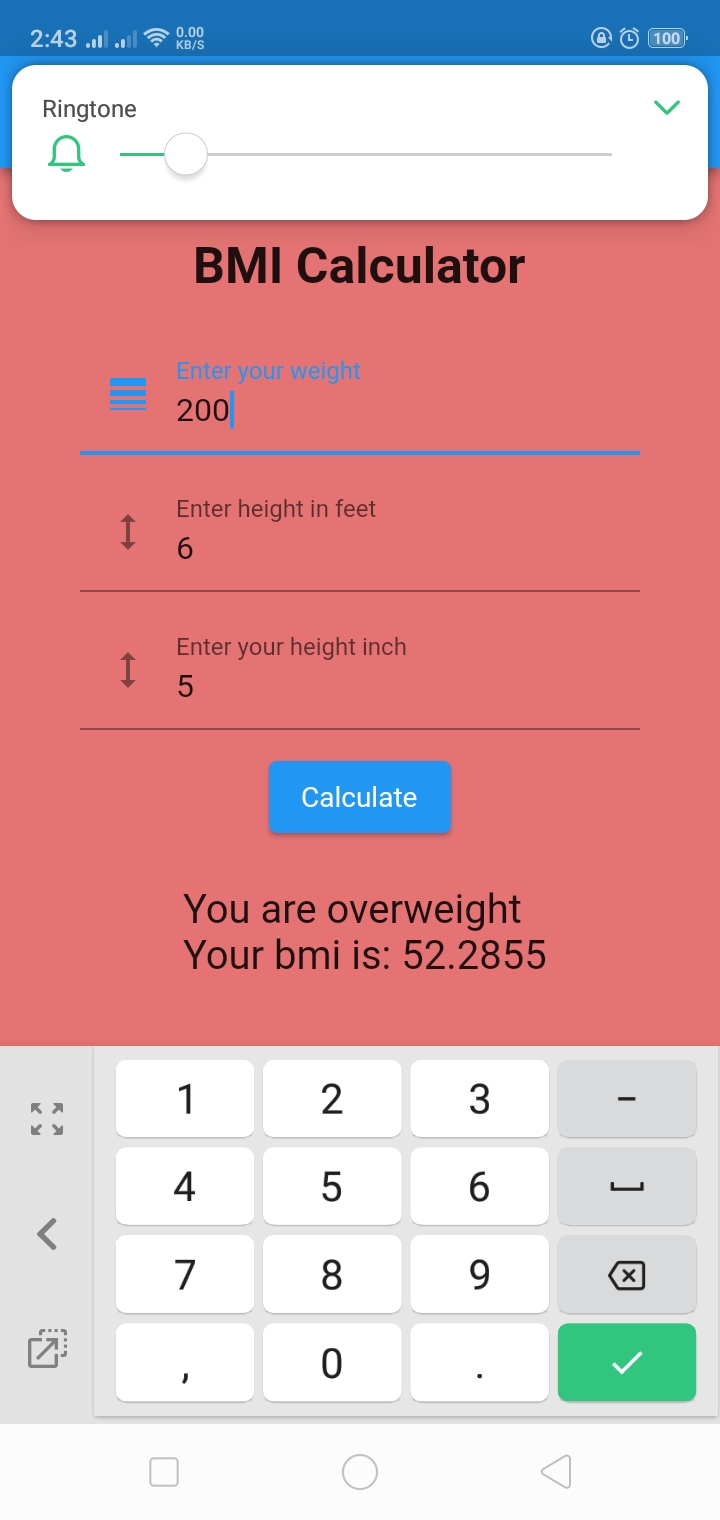 2:43
0.00
KB/S
100
Ringtone
BMI Calculator
Enter your weight
200
Enter height in feet
6
Enter your height inch
5
Calculate
You are overweight
Your bmi is: 52.2855
1 2 3 -
4 5 6
7 8 9
, 0 .